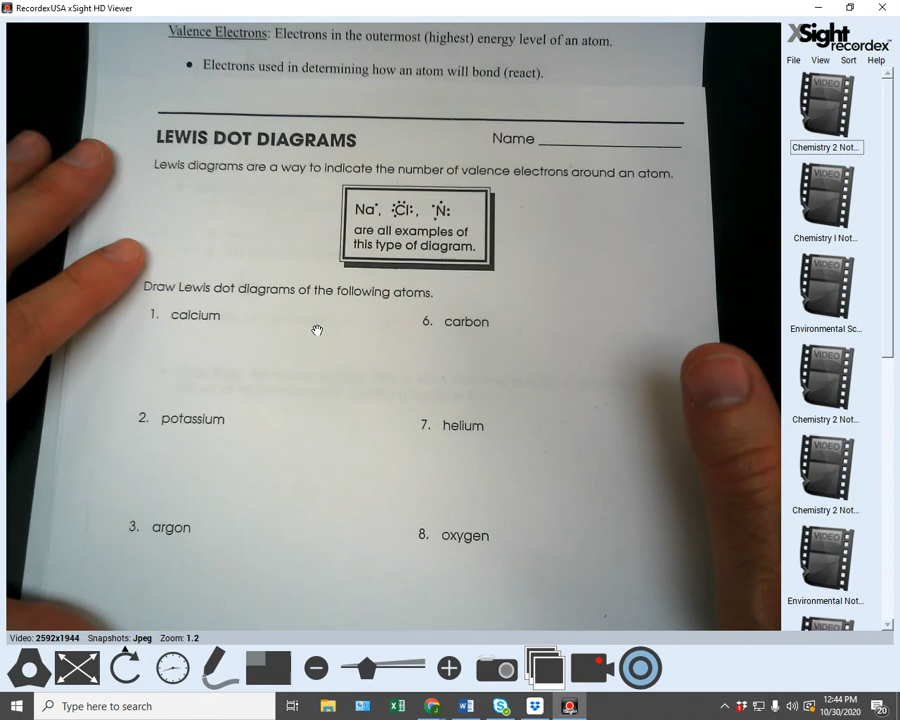 RecordexUSA xSight HD Viewer
Valence Electrons: Electrons in the outermost (highest) energy level of an atom.
• Electrons used in determining how an atom will bond (react).
LEWIS DOT DIAGRAMS Name
Lewis diagrams are a way to indicate the number of valence electrons around an atom.
Na, Cl, N
are all examples of
this type of diagram.
Draw Lewis dot diagrams of the following atoms.
1. calcium
6. carbon
2. potassium
7. helium
3. argon
8. oxygen
xSight
recordex
File View Sort Help
VIDEO
Chemistry 2 Not...
VIDEO
Chemistry I Not...
VIDEO
Environmental Sc...
VIDEO
Chemistry 2 Not...
VIDEO
Chemistry 2 Not...
VIDEO
Environmental Not...
VIDEO
Video: 2592x1944 Snapshots: Jpeg Zoom: 1.2
Type here to search
12:44 PM
10/30/2020
20